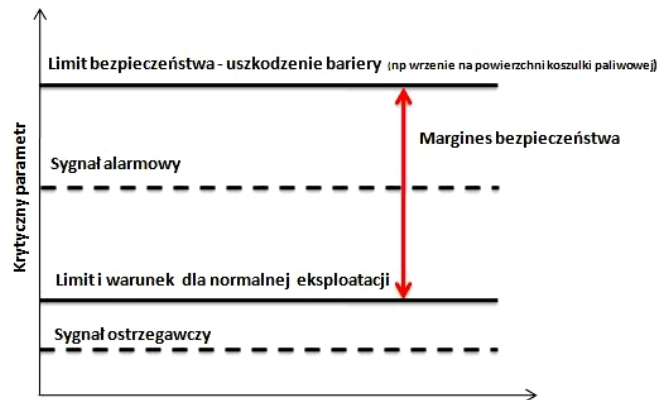 Limit bezpieczeństwa - uszkodzenie bariery (np wrzenie na powierzchni koszulki paliwowej)
Margines bezpieczeństwa
Sygnał alarmowy
Krytyczny parametr
Limit i warunek dla normalnej eksploatacji
Sygnał ostrzegawczy